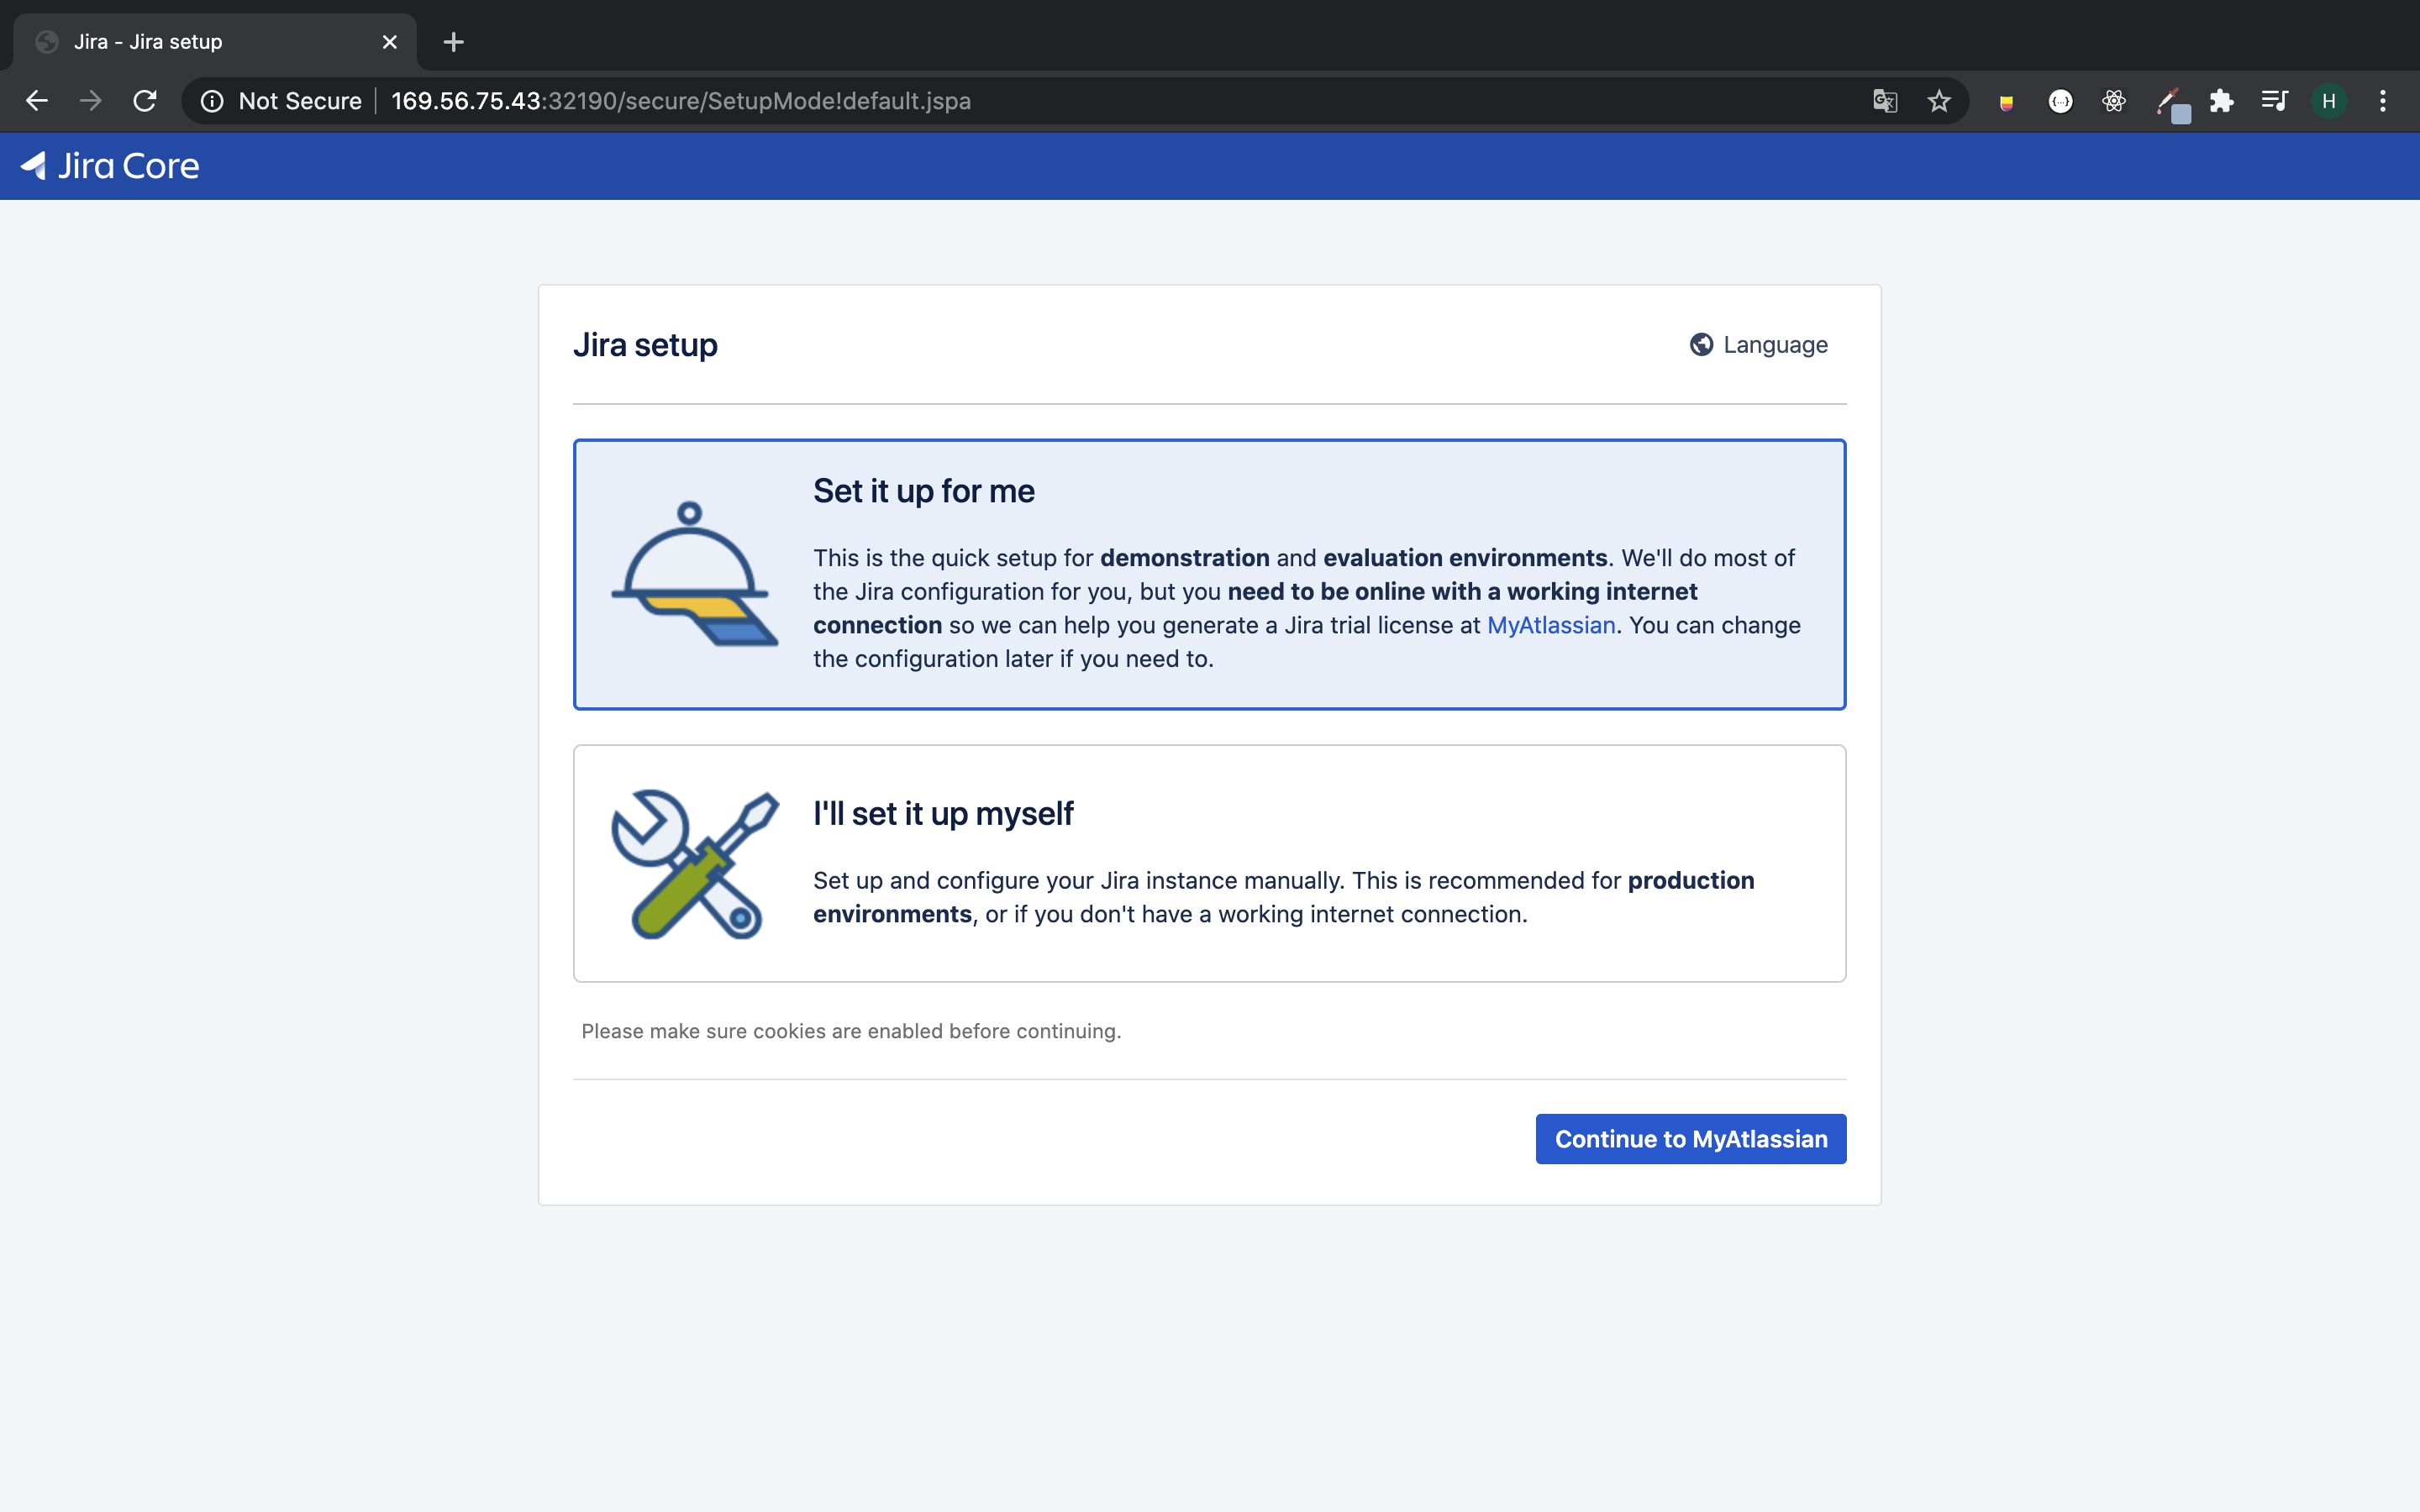 Jira - Jira setup
Not Secure 169.56.75.43:32190/secure/SetupMode!default.jspa
H
Jira Core
Jira setup
Language
Set it up for me
This is the quick setup for demonstration and evaluation environments. We'll do most of
the Jira configuration for you, but you need to be online with a working internet
connection so we can help you generate a Jira trial license at MyAtlassian. You can change
the configuration later if you need to.
I'll set it up myself
Set up and configure your Jira instance manually. This is recommended for production
environments, or if you don't have a working internet connection.
Please make sure cookies are enabled before continuing.
Continue to MyAtlassian